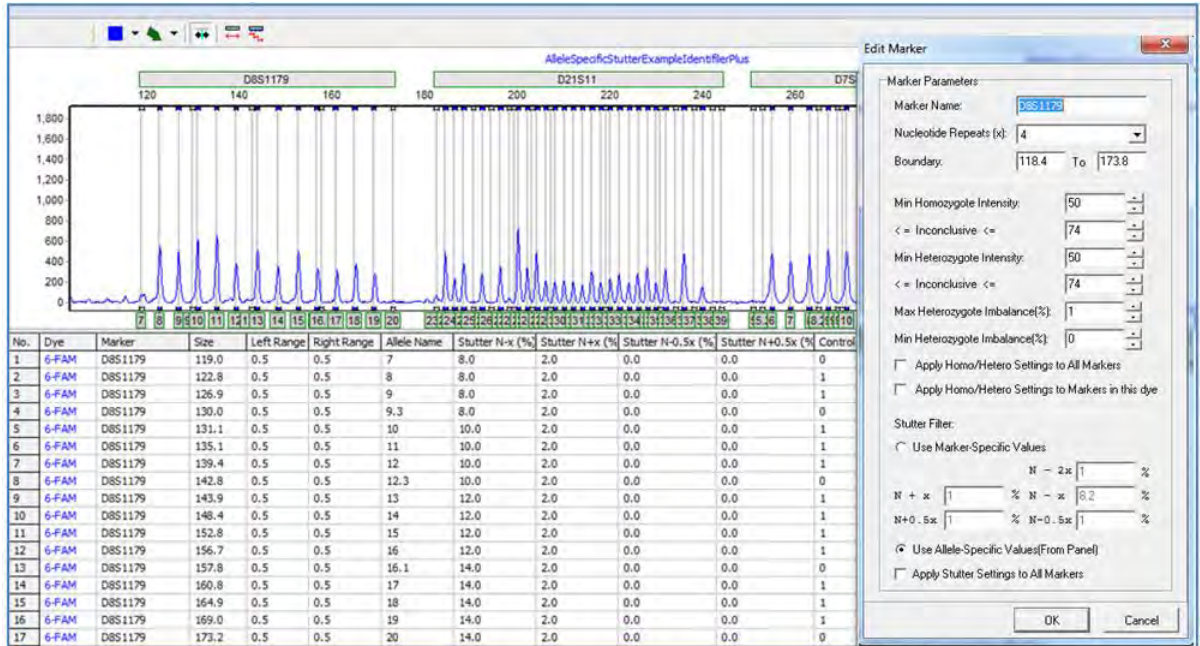 AlleleSpecificStutterExampleIdentifilerPlus
D8S1179 D21S11 D7S
120 140 160 180 200 220 240 260
1,800
1,600
1,400
1,200
1,000
800
600
400
200
0
7 8 10 11 13 14 15 16 17 18 19 20 39 7 10
No. Dye Marker Size Left Range Right Range Allele Name Stutter N-x (%) Stutter N+x (%) Stutter N-0.5x (%) Stutter N+0.5x (% Control
1 6-FAM D8S1179 119.0 0.5 0.5 7 8.0 2.0 0.0 0.0 0
2 6-FAM D8S1179 122.8 0.5 0.5 8 8.0 2.0 0.0 0.0 1
3 6-FAM D8S1179 126.9 0.5 0.5 9 8.0 2.0 0.0 0.0 1
4 6-FAM D8S1179 130.0 0.5 0.5 9.3 8.0 2.0 0.0 0.0 0
5 6-FAM D8S1179 131.1 0.5 0.5 10 10.0 2.0 0.0 0.0 1
6 6-FAM D8S1179 135.1 0.5 0.5 11 10.0 2.0 0.0 0.0 1
7 6-FAM D8S1179 139.4 0.5 0.5 12 10.0 2.0 0.0 0.0 1
8 6-FAM D8S1179 142.8 0.5 0.5 12.3 10.0 2.0 0.0 0.0 0
9 6-FAM D8S1179 143.9 0.5 0.5 13 12.0 2.0 0.0 0.0 1
10 6-FAM D8S1179 148.4 0.5 0.5 14 12.0 2.0 0.0 0.0 1
11 6-FAM D8S1179 152.8 0.5 0.5 15 12.0 2.0 0.0 0.0 1
12 6-FAM D8S1179 156.7 0.5 0.5 16 12.0 2.0 0.0 0.0 1
13 6-FAM D8S1179 157.8 0.5 0.5 16.1 14.0 2.0 0.0 0.0 0
14 6-FAM D8S1179 160.8 0.5 0.5 17 14.0 2.0 0.0 0.0 1
15 6-FAM D8S1179 164.9 0.5 0.5 18 14.0 2.0 0.0 0.0 1
16 6-FAM D8S1179 169.0 0.5 0.5 19 14.0 2.0 0.0 0.0 1
17 6-FAM D8S1179 173.2 0.5 0.5 20 14.0 2.0 0.0 0.0 0
Edit Marker
Marker Parameters
Marker Name: D8S1179
Nucleotide Repeats (x): 4
Boundary: 118.4 To 173.8
Min Homozygote Intensity: 50
< = Inconclusive <= 74
Min Heterozygote Intensity: 50
< = Inconclusive <= 74
Max Heterozygote Imbalance(%): 1
Min Heterozygote Imbalance(%): 0
Apply Homo/Hetero Settings to All Markers
Apply Homo/Hetero Settings to Markers in this dye
Stutter Filter:
Use Marker-Specific Values
N - 2x 1 %
N + x 1 % N - x 8.2 %
N+0.5x 1 % N-0.5x 1 %
Use Allele-Specific Values(From Panel)
Apply Stutter Settings to All Markers
OK Cancel